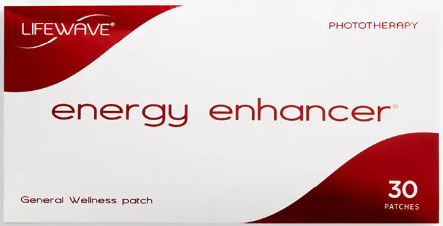 LIFEWAVE®
PHOTOTHERAPY
energy enhancer®
General Wellness patch
30
PATCHES